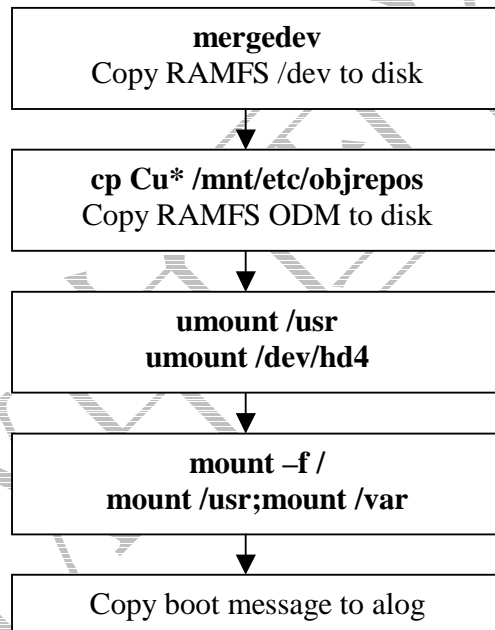 mergedev
Copy RAMFS /dev to disk
cp Cu* /mnt/etc/objrepos
Copy RAMFS ODM to disk
umount /usr
umount /dev/hd4
mount –f /
mount /usr;mount /var
Copy boot message to alog